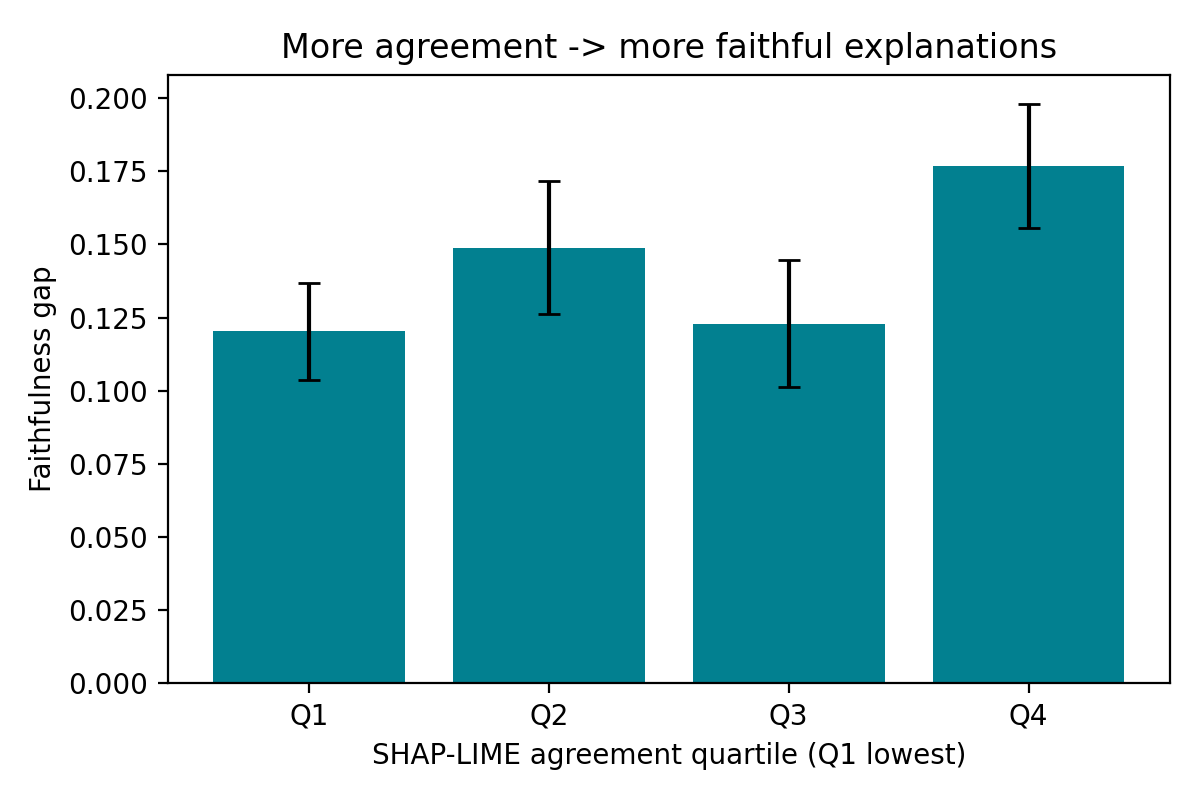 More agreement -> more faithful explanations
0.200
0.175
0.150
0.125
0.100
0.075
0.050
0.025
0.000
Faithfulness gap
Q1 Q2 Q3 Q4
SHAP-LIME agreement quartile (Q1 lowest)